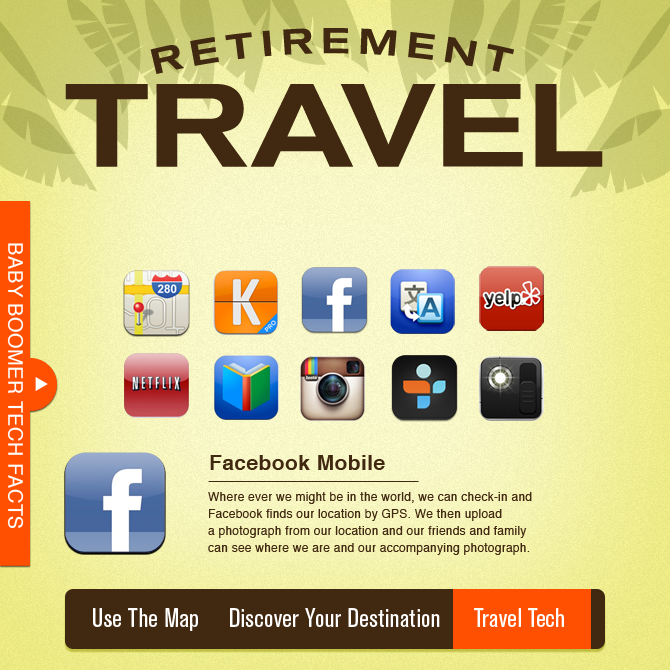 RETIREMENT
TRAVEL
BABY BOOMER TECH FACTS
280
K
PRO
f
文
A
yelp
NETFLIX
f
Facebook Mobile
Where ever we might be in the world, we can check-in and
Facebook finds our location by GPS. We then upload
a photograph from our location and our friends and family
can see where we are and our accompanying photograph.
Use The Map
Discover Your Destination
Travel Tech